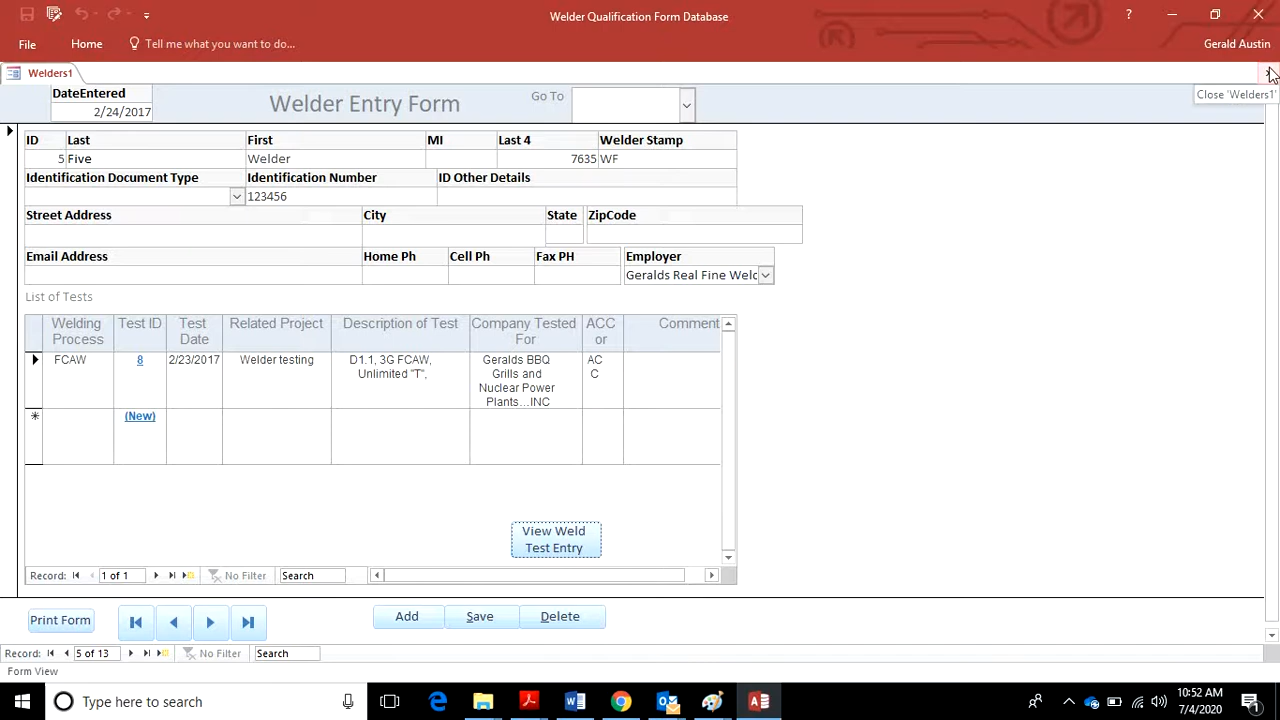 Welder Qualification Form Database
?
File Home Tell me what you want to do... Gerald Austin
Welders1
Close 'Welders1'
DateEntered
2/24/2017
Welder Entry Form
Go To
ID Last First MI Last 4 Welder Stamp
5 Five Welder 7635 WF
Identification Document Type Identification Number ID Other Details
123456
Street Address City State ZipCode
Email Address Home Ph Cell Ph Fax PH Employer
Geralds Real Fine Welc
List of Tests
Welding Test ID Test Related Project Description of Test Company Tested ACC Comment
Process Date For or
FCAW 8 2/23/2017 Welder testing D1.1, 3G FCAW, Geralds BBQ AC
Unlimited "T", Grills and C
Nuclear Power
Plants...INC
(New)
View Weld
Test Entry
Record: 1 of 1 No Filter Search
Print Form Add Save Delete
Record: 5 of 13 No Filter Search
Form View
Type here to search
10:52 AM
7/4/2020
1